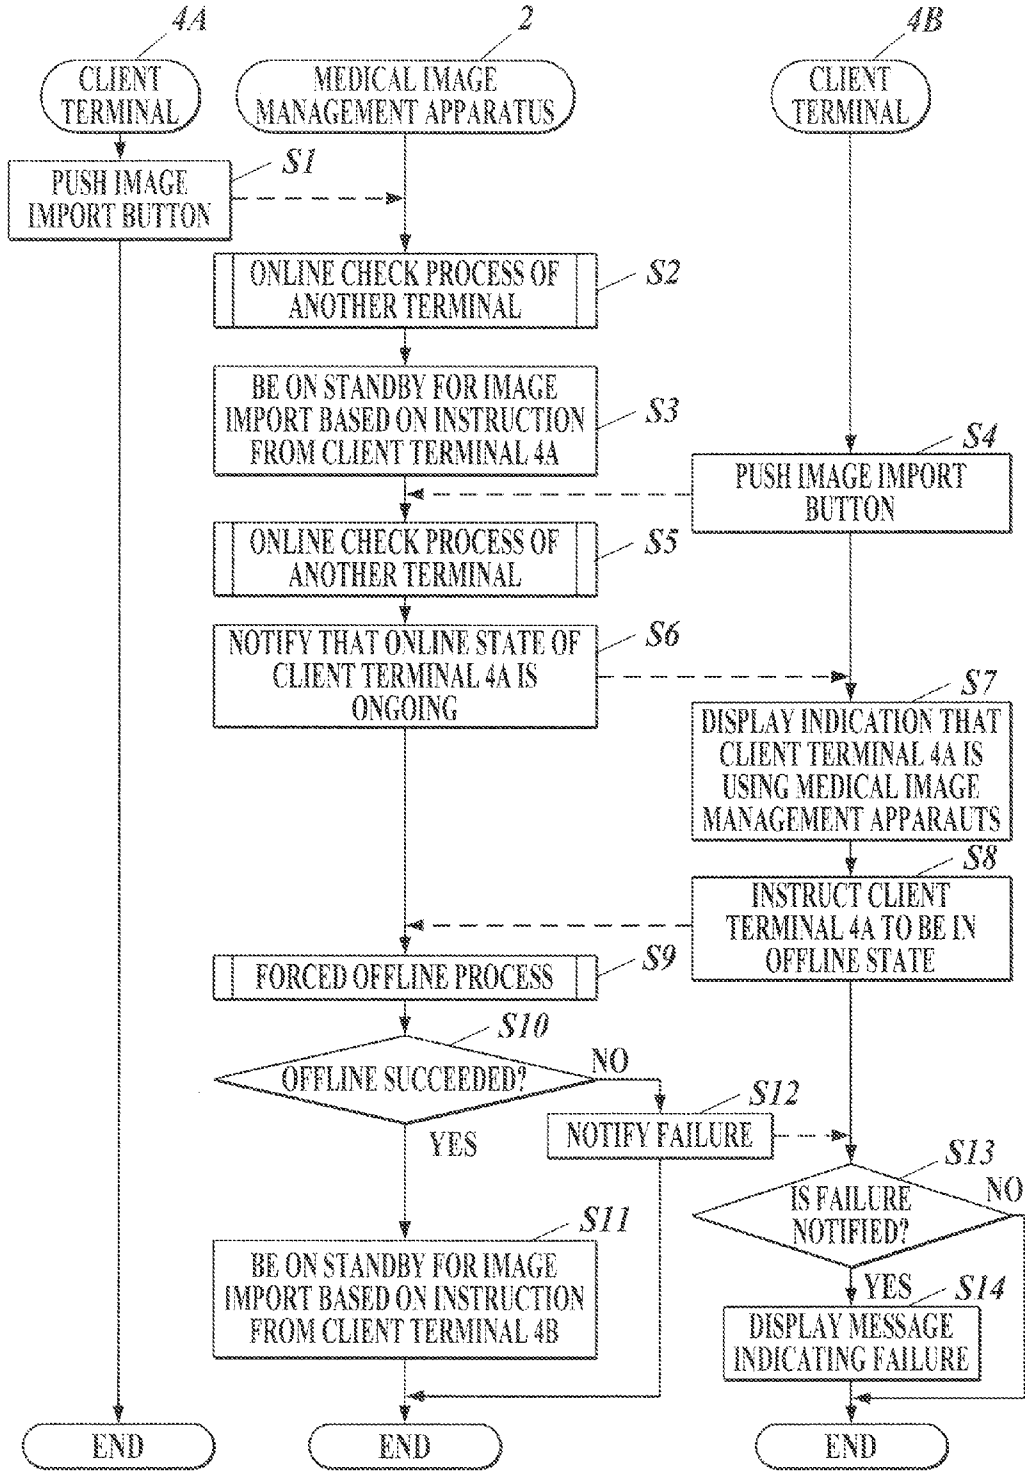 4A
2
4B
CLIENT
TERMINAL
MEDICAL IMAGE
MANAGEMENT APPARATUS
CLIENT
TERMINAL
S1
PUSH IMAGE
IMPORT BUTTON
S2
ONLINE CHECK PROCESS OF
ANOTHER TERMINAL
S3
BE ON STANDBY FOR IMAGE
IMPORT BASED ON INSTRUCTION
FROM CLIENT TERMINAL 4A
S4
PUSH IMAGE IMPORT
BUTTON
S5
ONLINE CHECK PROCESS OF
ANOTHER TERMINAL
S6
NOTIFY THAT ONLINE STATE OF
CLIENT TERMINAL 4A IS
ONGOING
S7
DISPLAY INDICATION THAT
CLIENT TERMINAL 4A IS
USING MEDICAL IMAGE
MANAGEMENT APPARAUTS
S8
INSTRUCT CLIENT
TERMINAL 4A TO BE IN
OFFLINE STATE
S9
FORCED OFFLINE PROCESS
S10
OFFLINE SUCCEEDED?
NO
YES
S12
NOTIFY FAILURE
S13
IS FAILURE
NOTIFIED?
NO
YES
S11
BE ON STANDBY FOR IMAGE
IMPORT BASED ON INSTRUCTION
FROM CLIENT TERMINAL 4B
S14
DISPLAY MESSAGE
INDICATING FAILURE
END
END
END